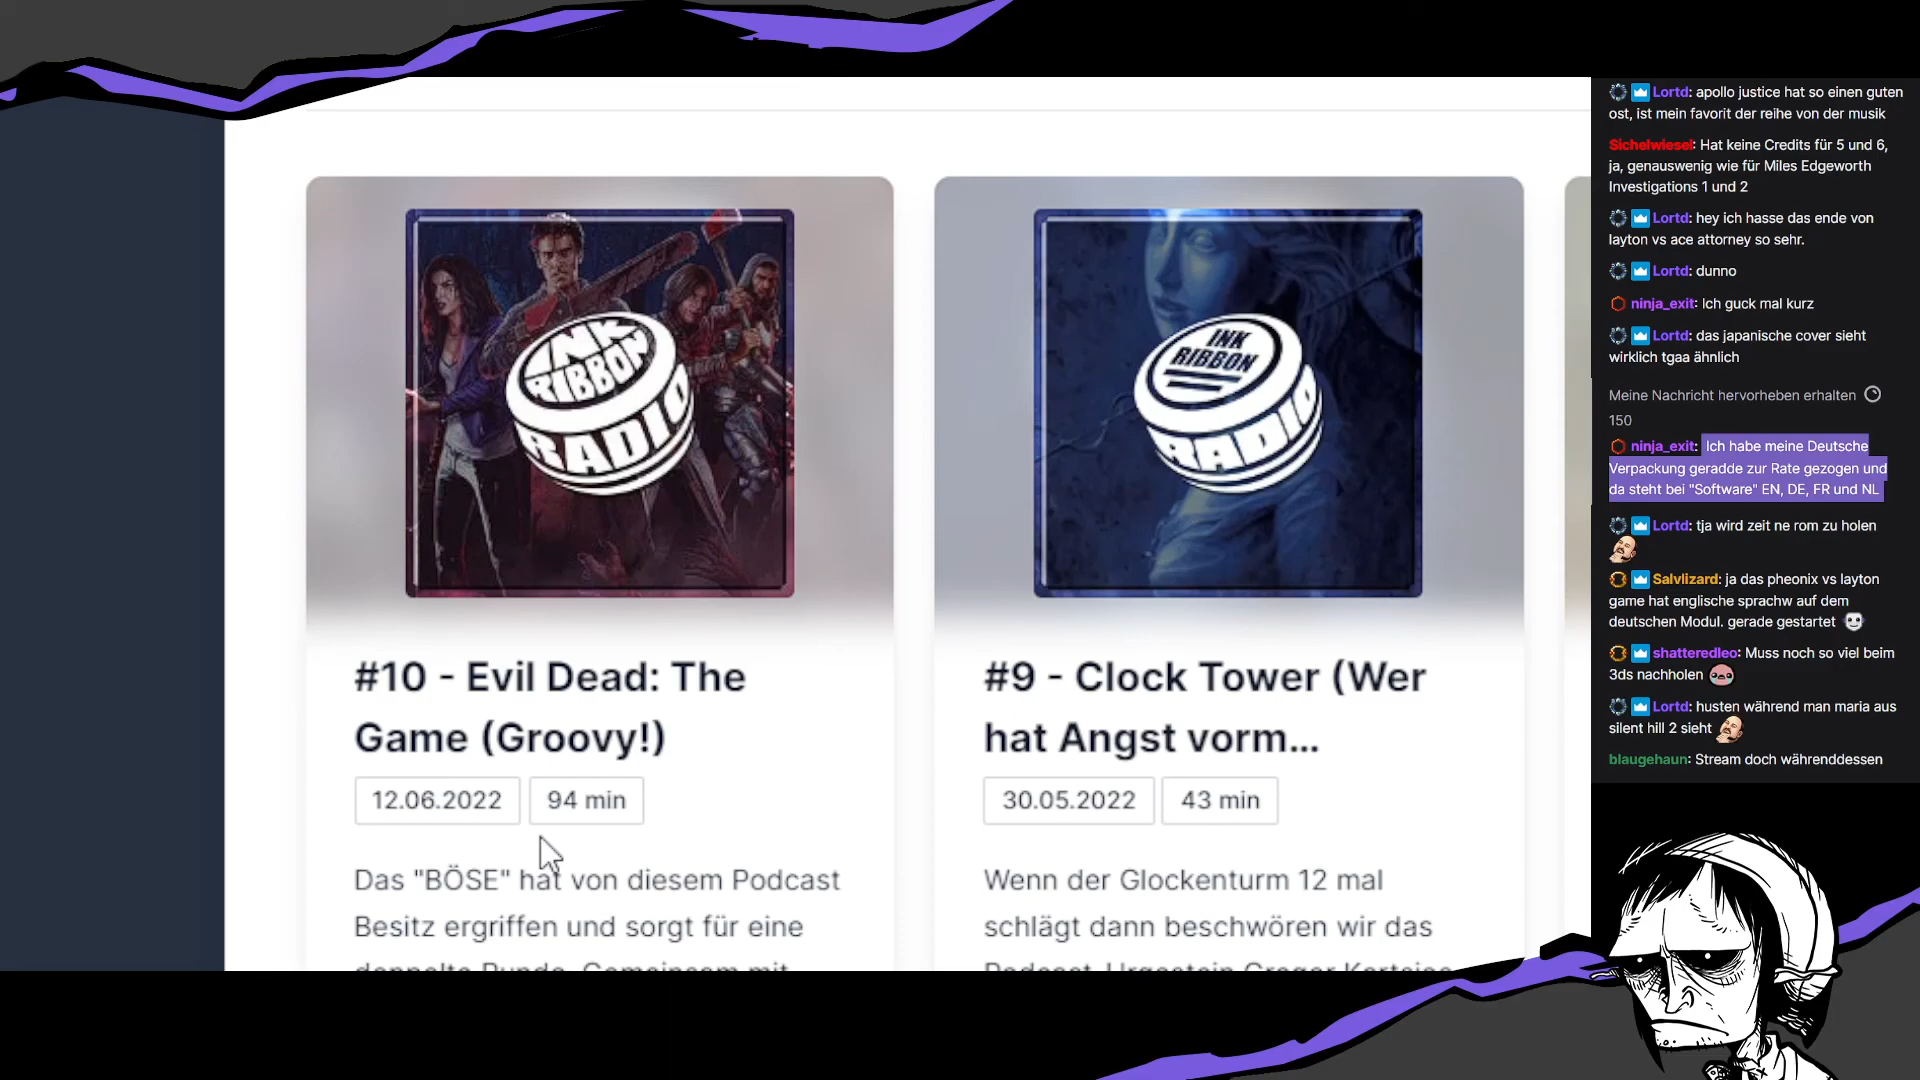 INK
RIBBON
RADIO
#10 - Evil Dead: The
Game (Groovy!)
12.06.2022
94 min
Das "BÖSE" hat von diesem Podcast
Besitz ergriffen und sorgt für eine
doppelte Runde. Gemeinsam mit
INK
RIBBON
RADIO
#9 - Clock Tower (Wer
hat Angst vorm...
30.05.2022
43 min
Wenn der Glockenturm 12 mal
schlägt dann beschwören wir das
Podcast-Urgestein Gregor
Lortd: apollo justice hat so einen guten
ost, ist mein favorit der reihe von der musik
Sichelwiesel: Hat keine Credits für 5 und 6,
ja, genauswenig wie für Miles Edgeworth
Investigations 1 und 2
Lortd: hey ich hasse das ende von
layton vs ace attorney so sehr.
Lortd: dunno
ninja_exit: Ich guck mal kurz
Lortd: das japanische cover sieht
wirklich tgaa ähnlich
Meine Nachricht hervorheben erhalten
150
ninja_exit: Ich habe meine Deutsche
Verpackung geradde zur Rate gezogen und
da steht bei "Software" EN, DE, FR und NL
Lortd: tja wird zeit ne rom zu holen
Salvlizard: ja das pheonix vs layton
game hat englische sprachw auf dem
deutschen Modul. gerade gestartet
shatteredleo: Muss noch so viel beim
3ds nachholen
Lortd: husten während man maria aus
silent hill 2 sieht
blaugehaun: Stream doch währenddessen